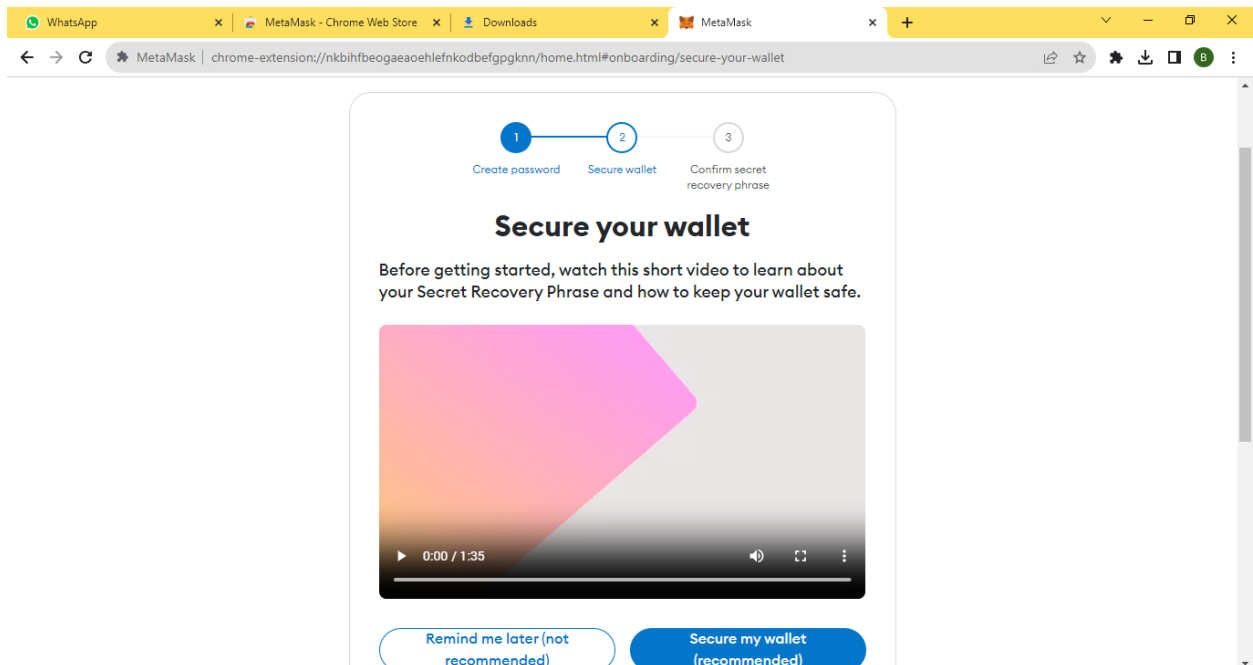 WhatsApp
MetaMask - Chrome Web Store
Downloads
MetaMask
MetaMask chrome-extension://nkbihfbeogaeaoehlefnkodbefgpgknn/home.html#onboarding/secure-your-wallet
B
1
2
3
Create password
Secure wallet
Confirm secret
recovery phrase
Secure your wallet
Before getting started, watch this short video to learn about
your Secret Recovery Phrase and how to keep your wallet safe.
0:00 / 1:35
Remind me later (not
recommended)
Secure my wallet
(recommended)